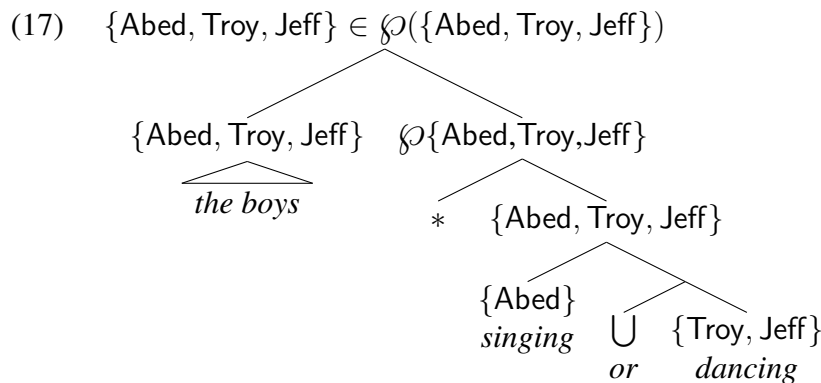 (17) {Abed, Troy, Jeff} ∈ ℘({Abed, Troy, Jeff})
{Abed, Troy, Jeff} ℘{Abed,Troy,Jeff}
the boys
* {Abed, Troy, Jeff}
{Abed}
singing
⋃ {Troy, Jeff}
or dancing